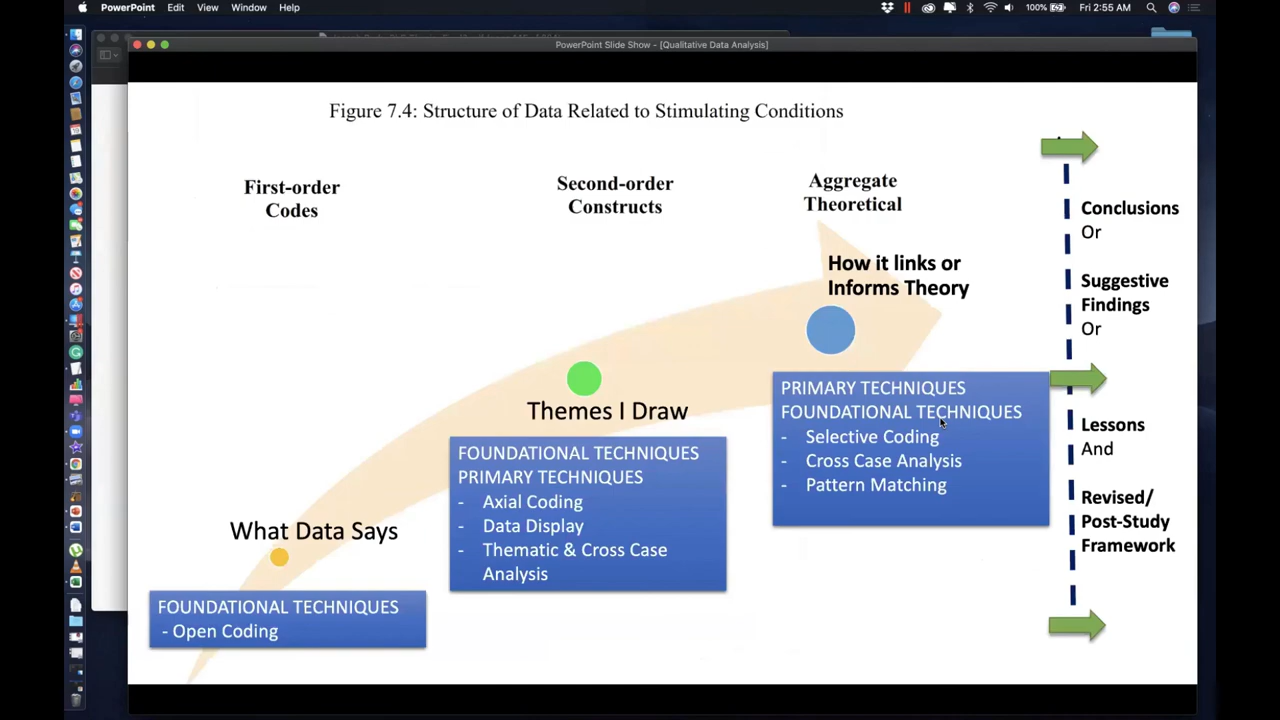 PowerPoint Edit View Window Help
100% Fri 2:55 AM
PowerPoint Slide Show - [Qualitative Data Analysis]
Figure 7.4: Structure of Data Related to Stimulating Conditions
First-order
Codes
Second-order
Constructs
Aggregate
Theoretical
How it links or
Informs Theory
Themes I Draw
What Data Says
FOUNDATIONAL TECHNIQUES
- Open Coding
FOUNDATIONAL TECHNIQUES
PRIMARY TECHNIQUES
- Axial Coding
- Data Display
- Thematic & Cross Case
Analysis
PRIMARY TECHNIQUES
FOUNDATIONAL TECHNIQUES
- Selective Coding
- Cross Case Analysis
- Pattern Matching
Conclusions
Or
Suggestive
Findings
Or
Lessons
And
Revised/
Post-Study
Framework